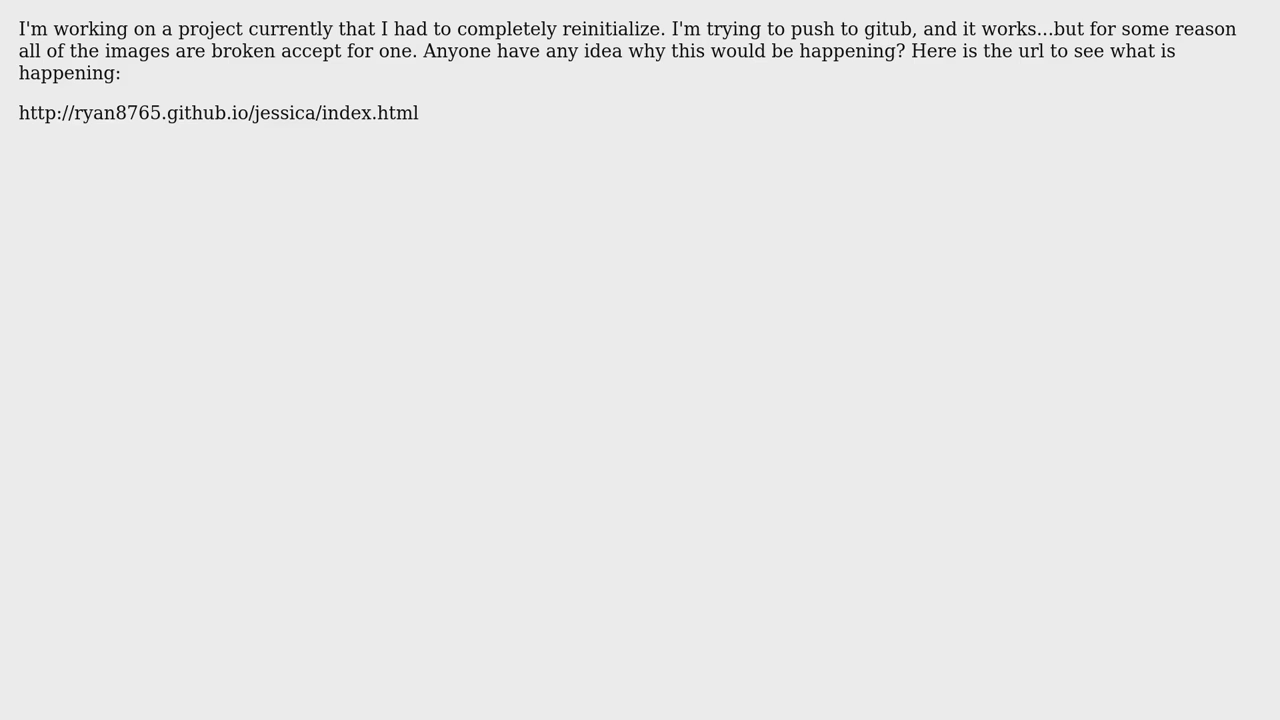 I'm working on a project currently that I had to completely reinitialize. I'm trying to push to gitub, and it works...but for some reason
all of the images are broken accept for one. Anyone have any idea why this would be happening? Here is the url to see what is
happening:
http://ryan8765.github.io/jessica/index.html